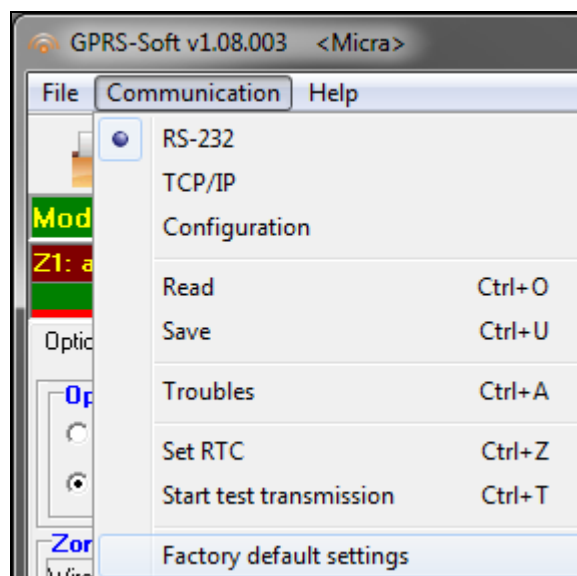 GPRS-Soft v1.08.003 <Micra>
File Communication Help
RS-232
TCP/IP
Configuration
Z1:
Read Ctrl+O
Save Ctrl+U
Troubles Ctrl+A
Set RTC Ctrl+Z
Start test transmission Ctrl+T
Factory default settings